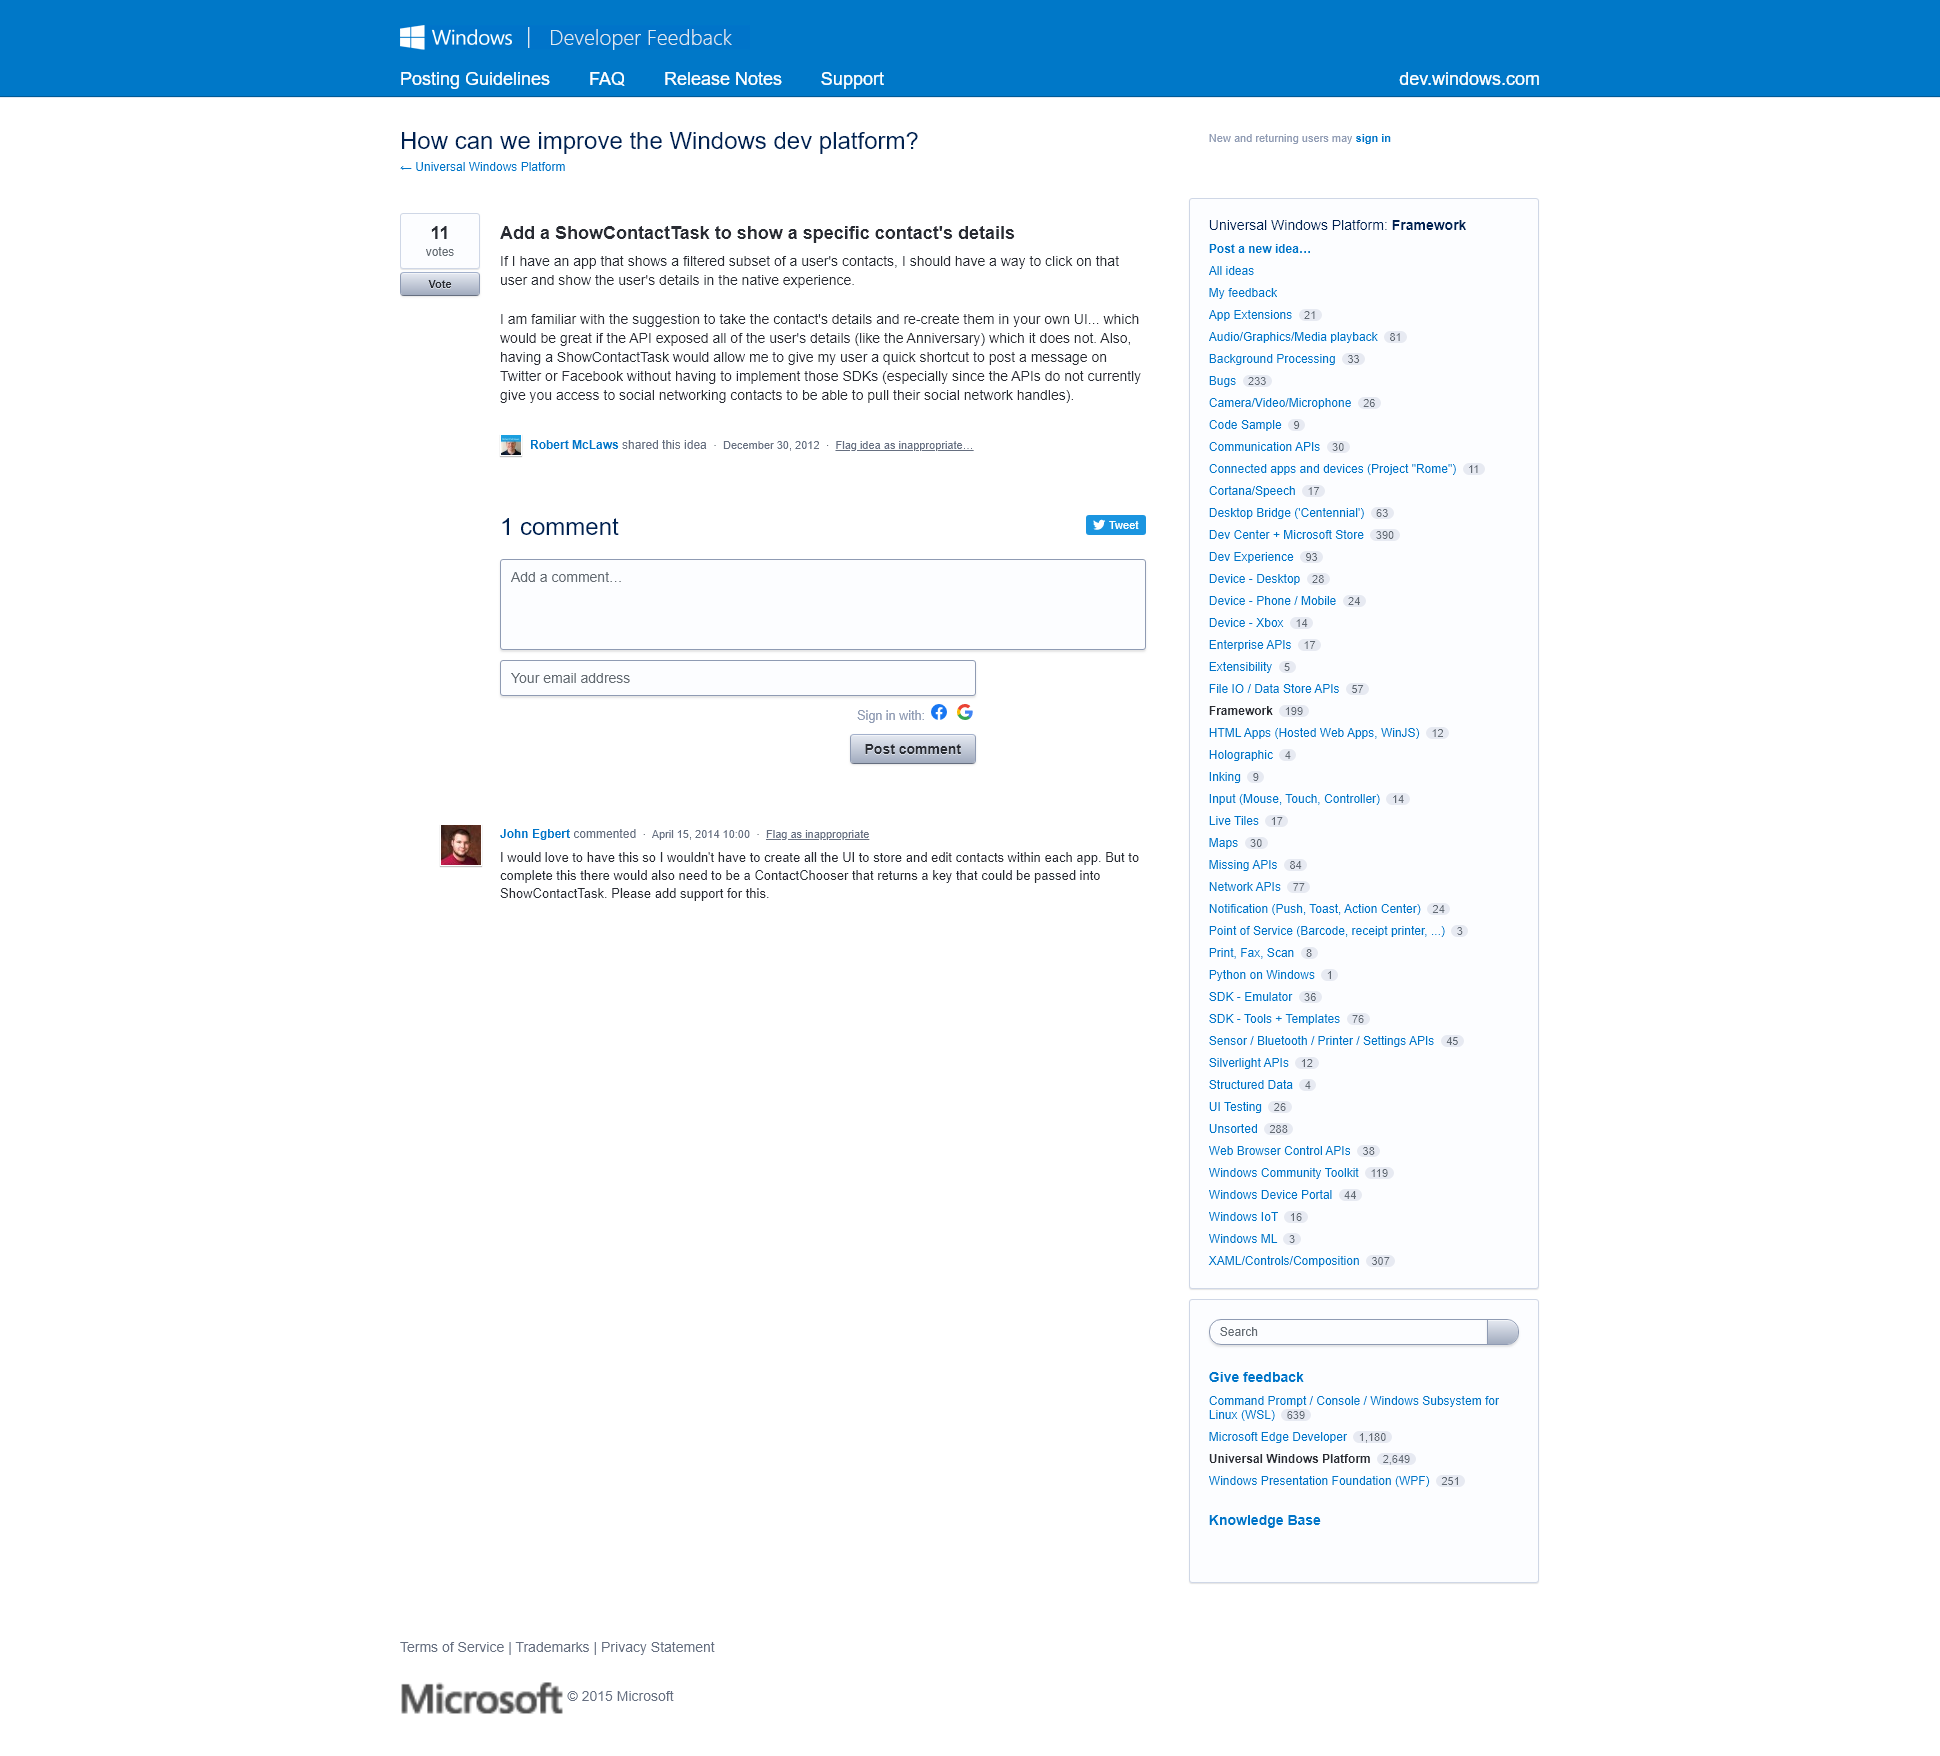 Windows | Developer Feedback
Posting Guidelines FAQ Release Notes Support dev.windows.com
How can we improve the Windows dev platform?
← Universal Windows Platform
New and returning users may sign in
11
votes
Vote
Add a ShowContactTask to show a specific contact's details
If I have an app that shows a filtered subset of a user's contacts, I should have a way to click on that
user and show the user's details in the native experience.
I am familiar with the suggestion to take the contact's details and re-create them in your own UI... which
would be great if the API exposed all of the user's details (like the Anniversary) which it does not. Also,
having a ShowContactTask would allow me to give my user a quick shortcut to post a message on
Twitter or Facebook without having to implement those SDKs (especially since the APIs do not currently
give you access to social networking contacts to be able to pull their social network handles).
Robert McLaws shared this idea · December 30, 2012 · Flag idea as inappropriate…
1 comment
Tweet
Add a comment…
Your email address
Sign in with:
Post comment
John Egbert commented · April 15, 2014 10:00 · Flag as inappropriate
I would love to have this so I wouldn't have to create all the UI to store and edit contacts within each app. But to
complete this there would also need to be a ContactChooser that returns a key that could be passed into
ShowContactTask. Please add support for this.
Universal Windows Platform: Framework
Post a new idea…
All ideas
My feedback
App Extensions 21
Audio/Graphics/Media playback 81
Background Processing 33
Bugs 233
Camera/Video/Microphone 26
Code Sample 9
Communication APIs 30
Connected apps and devices (Project "Rome") 11
Cortana/Speech 17
Desktop Bridge ('Centennial') 63
Dev Center + Microsoft Store 390
Dev Experience 93
Device - Desktop 28
Device - Phone / Mobile 24
Device - Xbox 14
Enterprise APIs 17
Extensibility 5
File IO / Data Store APIs 57
Framework 199
HTML Apps (Hosted Web Apps, WinJS) 12
Holographic 4
Inking 9
Input (Mouse, Touch, Controller) 14
Live Tiles 17
Maps 30
Missing APIs 84
Network APIs 77
Notification (Push, Toast, Action Center) 24
Point of Service (Barcode, receipt printer, ...) 3
Print, Fax, Scan 8
Python on Windows 1
SDK - Emulator 36
SDK - Tools + Templates 76
Sensor / Bluetooth / Printer / Settings APIs 45
Silverlight APIs 12
Structured Data 4
UI Testing 26
Unsorted 288
Web Browser Control APIs 38
Windows Community Toolkit 119
Windows Device Portal 44
Windows IoT 16
Windows ML 3
XAML/Controls/Composition 307
Search
Give feedback
Command Prompt / Console / Windows Subsystem for
Linux (WSL) 639
Microsoft Edge Developer 1,180
Universal Windows Platform 2,649
Windows Presentation Foundation (WPF) 251
Knowledge Base
Terms of Service | Trademarks | Privacy Statement
Microsoft © 2015 Microsoft